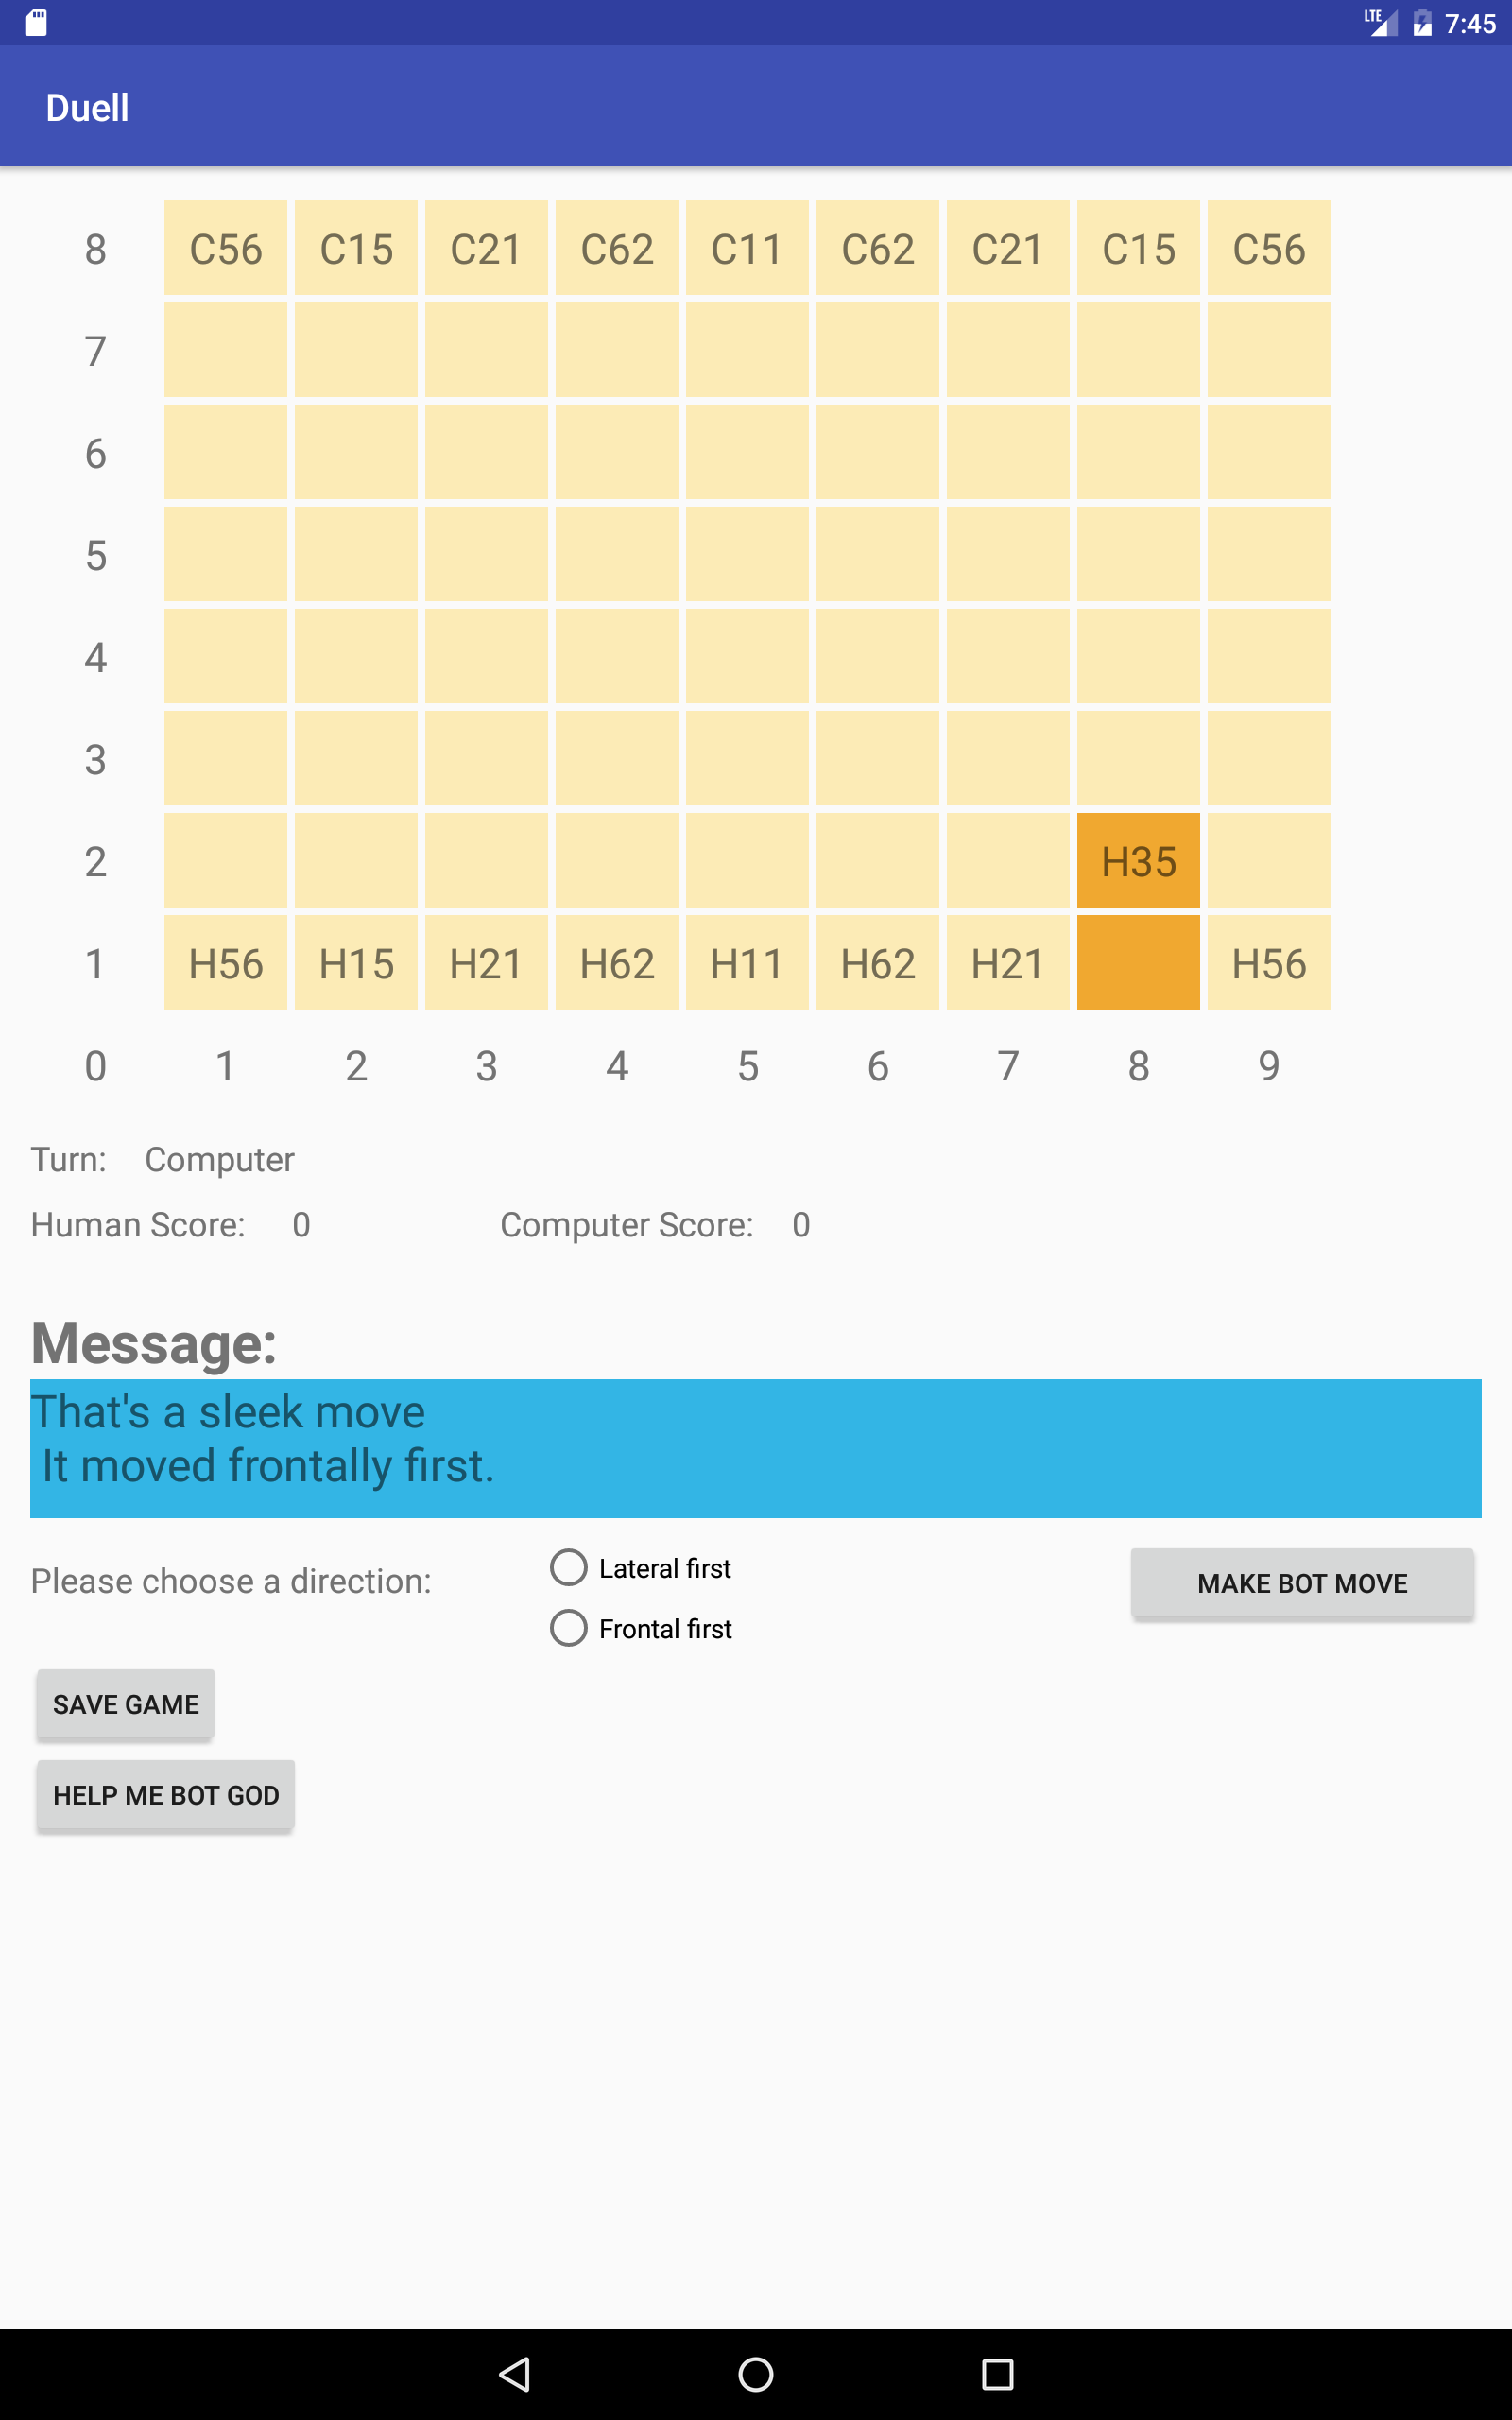 LTE 7:45
Duell
8 C56 C15 C21 C62 C11 C62 C21 C15 C56
7
6
5
4
3
2 H35
1 H56 H15 H21 H62 H11 H62 H21 H56
0 1 2 3 4 5 6 7 8 9
Turn: Computer
Human Score: 0 Computer Score: 0
Message:
That's a sleek move
It moved frontally first.
Please choose a direction:
Lateral first
Frontal first
MAKE BOT MOVE
SAVE GAME
HELP ME BOT GOD